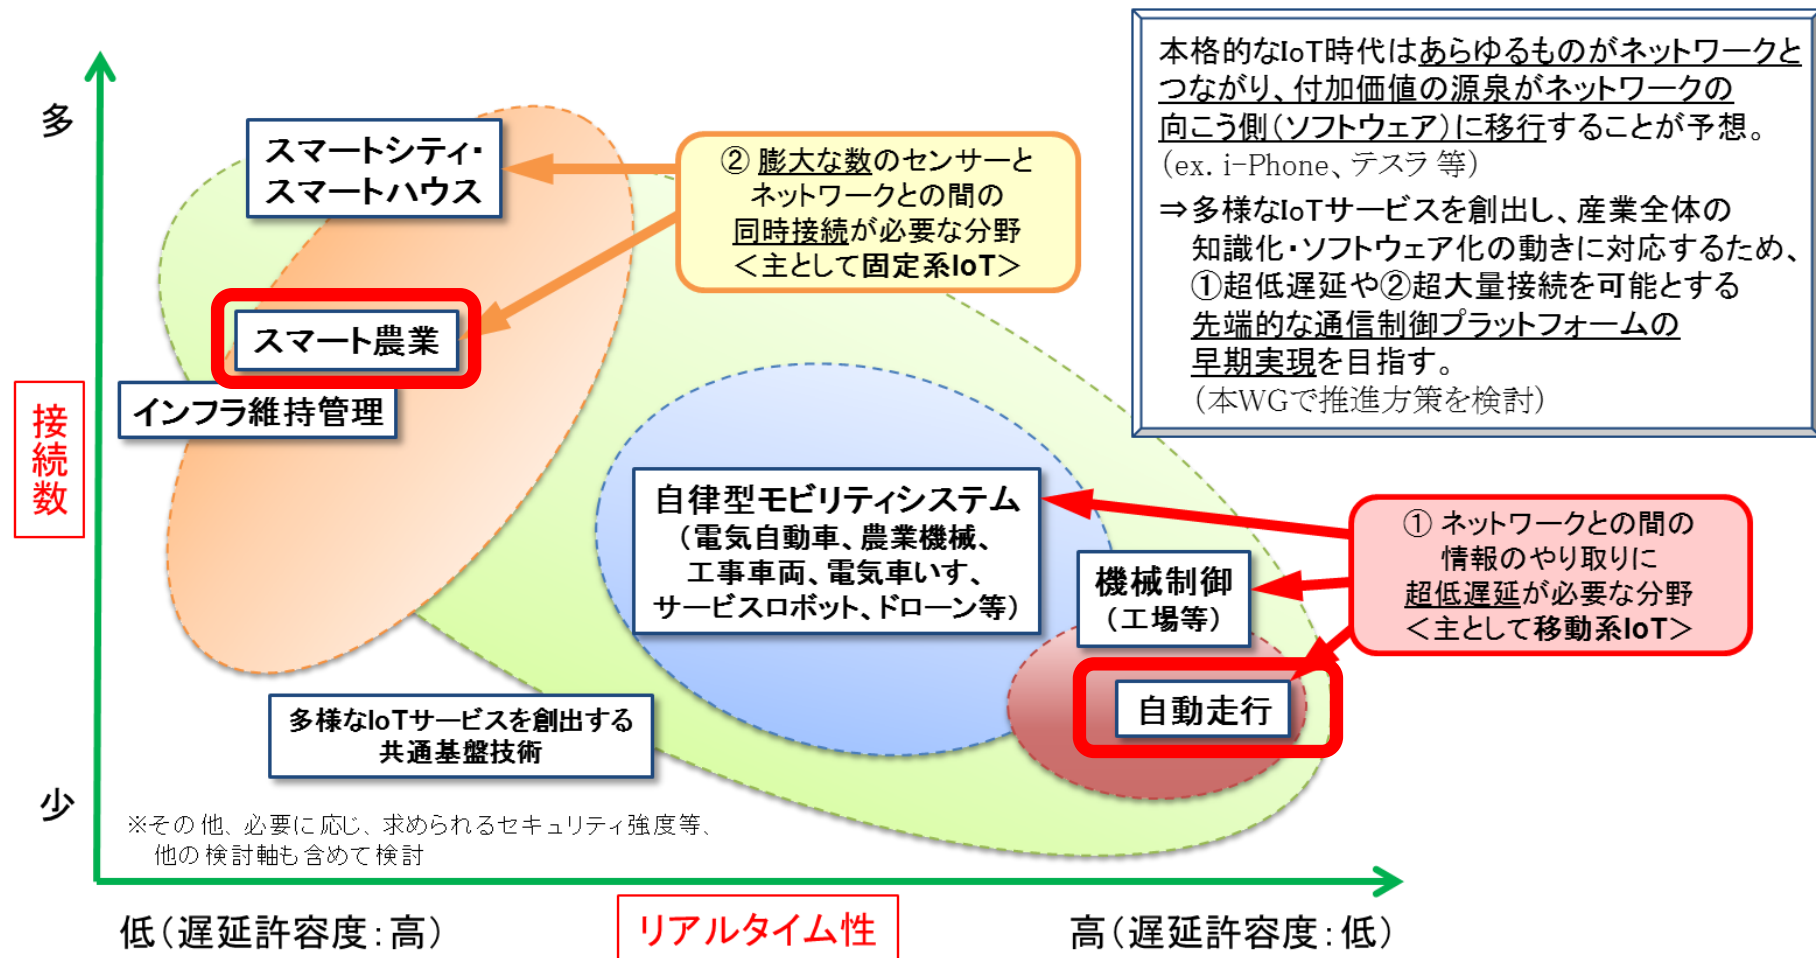 本格的なIoT時代はあらゆるものがネットワークと
つながり、付加価値の源泉がネットワークの
向こう側(ソフトウェア)に移行することが予想。
(ex. i-Phone、テスラ 等)
⇒多様なIoTサービスを創出し、産業全体の
知識化・ソフトウェア化の動きに対応するため、
①超低遅延や②超大量接続を可能とする
先端的な通信制御プラットフォームの
早期実現を目指す。
(本WGで推進方策を検討)
多
スマートシティ・
スマートハウス
② 膨大な数のセンサーと
ネットワークとの間の
同時接続が必要な分野
<主として固定系IoT>
スマート農業
インフラ維持管理
接続数
自律型モビリティシステム
(電気自動車、農業機械、
工事車両、電気車いす、
サービスロボット、ドローン等)
機械制御
(工場等)
① ネットワークとの間の
情報のやり取りに
超低遅延が必要な分野
<主として移動系IoT>
自動走行
多様なIoTサービスを創出する
共通基盤技術
少
※その他、必要に応じ、求められるセキュリティ強度等、
他の検討軸も含めて検討
低(遅延許容度:高)
リアルタイム性
高(遅延許容度:低)